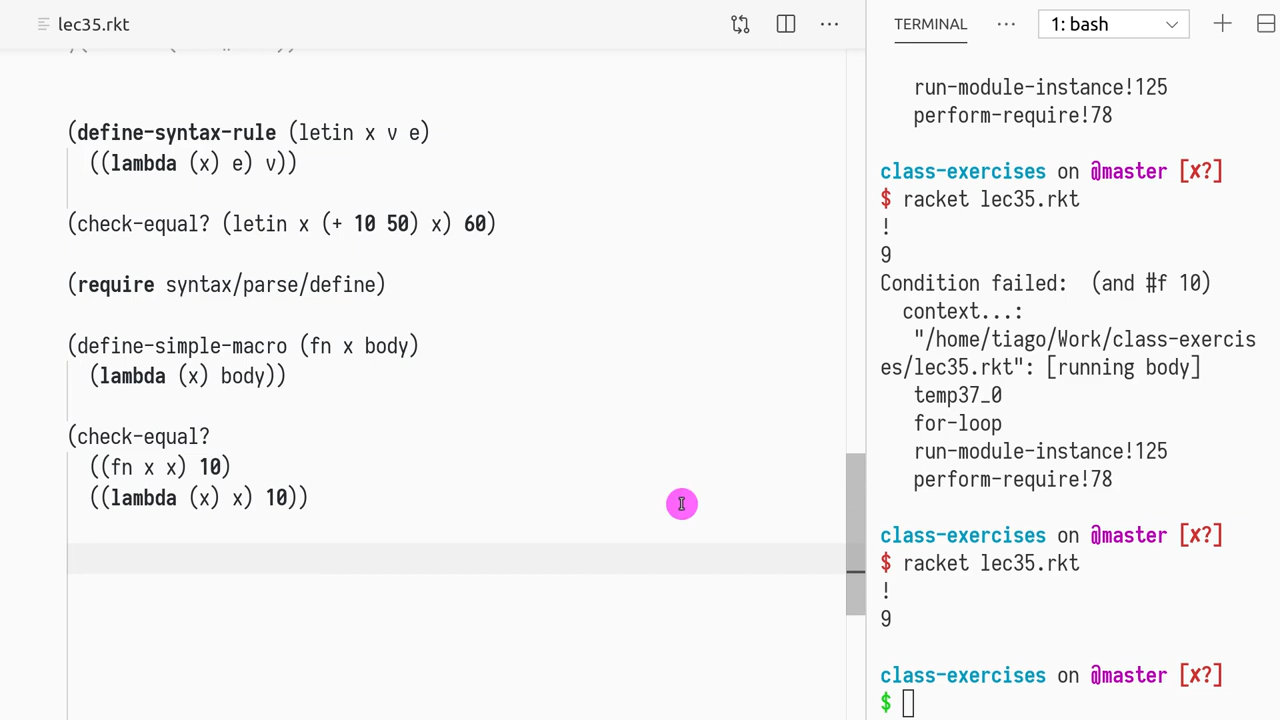 lec35.rkt
(define-syntax-rule (letin x v e)
((lambda (x) e) v))
(check-equal? (letin x (+ 10 50) x) 60)
(require syntax/parse/define)
(define-simple-macro (fn x body)
(lambda (x) body))
(check-equal?
((fn x x) 10)
((lambda (x) x) 10))
TERMINAL ··· 1: bash
run-module-instance!125
perform-require!78
class-exercises on @master [x?]
$ racket lec35.rkt
!
9
Condition failed: (and #f 10)
context...:
"/home/tiago/Work/class-exercis
es/lec35.rkt": [running body]
temp37_0
for-loop
run-module-instance!125
perform-require!78
class-exercises on @master [x?]
$ racket lec35.rkt
!
9
class-exercises on @master [x?]
$